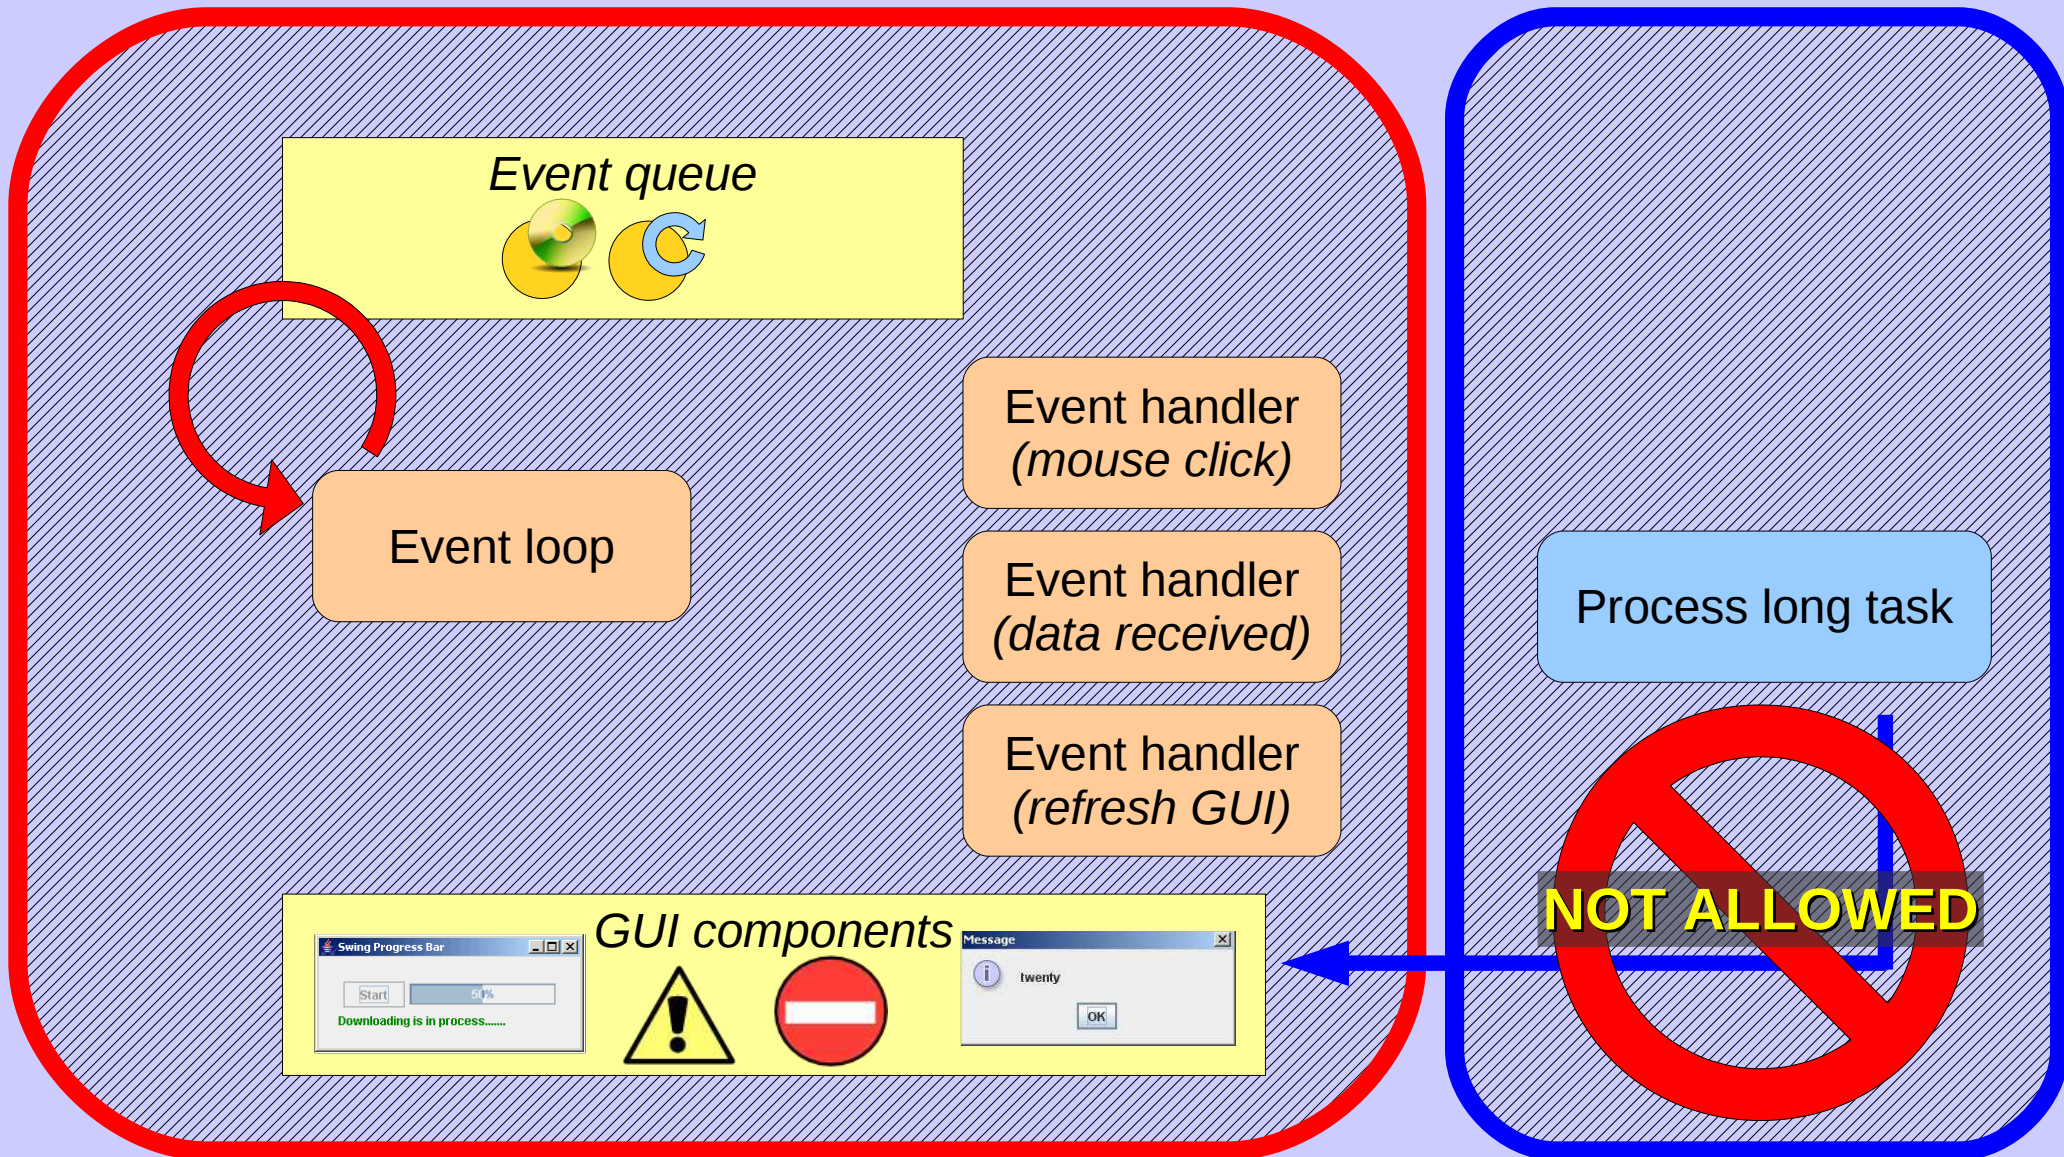 Event queue
Event handler
(mouse click)
Event loop
Event handler
(data received)
Process long task
Event handler
(refresh GUI)
NOT ALLOWED
GUI components
Swing Progress Bar
Start
50%
Downloading is in process.......
Message
i
twenty
OK